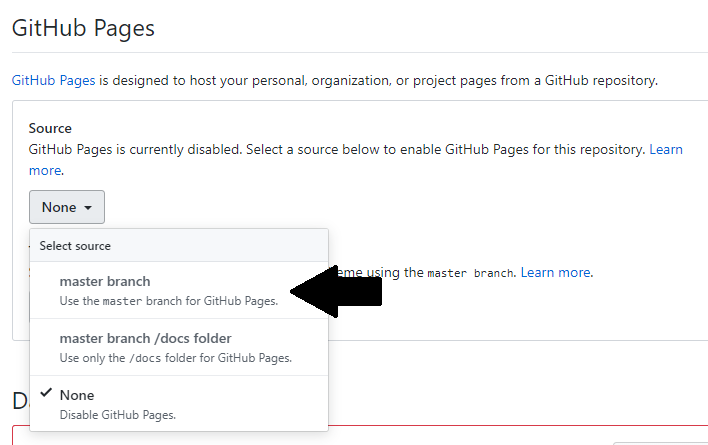 GitHub Pages
GitHub Pages is designed to host your personal, organization, or project pages from a GitHub repository.
Source
GitHub Pages is currently disabled. Select a source below to enable GitHub Pages for this repository. Learn
more.
None
Select source
master branch
Use the master branch for GitHub Pages.
eme using the master branch. Learn more.
master branch /docs folder
Use only the /docs folder for GitHub Pages.
None
Disable GitHub Pages.